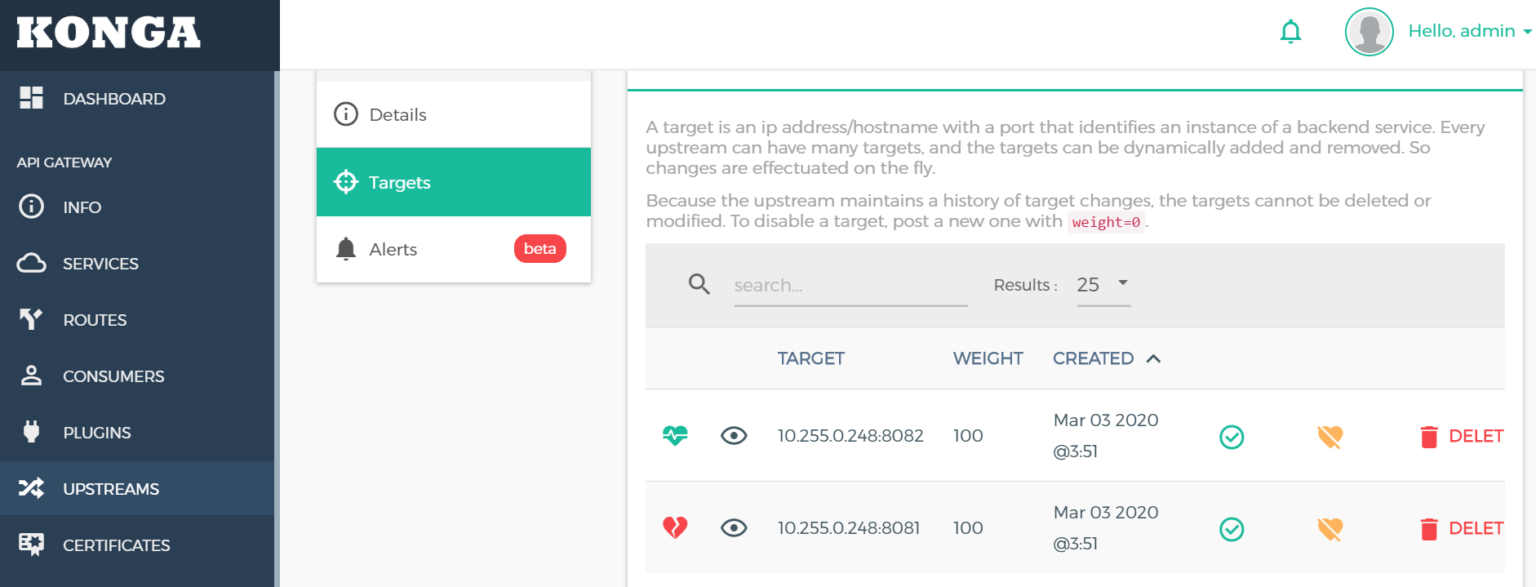 KONGA
Hello, admin
DASHBOARD
API GATEWAY
INFO
SERVICES
ROUTES
CONSUMERS
PLUGINS
UPSTREAMS
CERTIFICATES
Details
Targets
Alerts beta
A target is an ip address/hostname with a port that identifies an instance of a backend service. Every
upstream can have many targets, and the targets can be dynamically added and removed. So
changes are effectuated on the fly.
Because the upstream maintains a history of target changes, the targets cannot be deleted or
modified. To disable a target, post a new one with weight=0.
search... Results : 25
TARGET WEIGHT CREATED
10.255.0.248:8082 100 Mar 03 2020 @3:51 DELET
10.255.0.248:8081 100 Mar 03 2020 @3:51 DELET